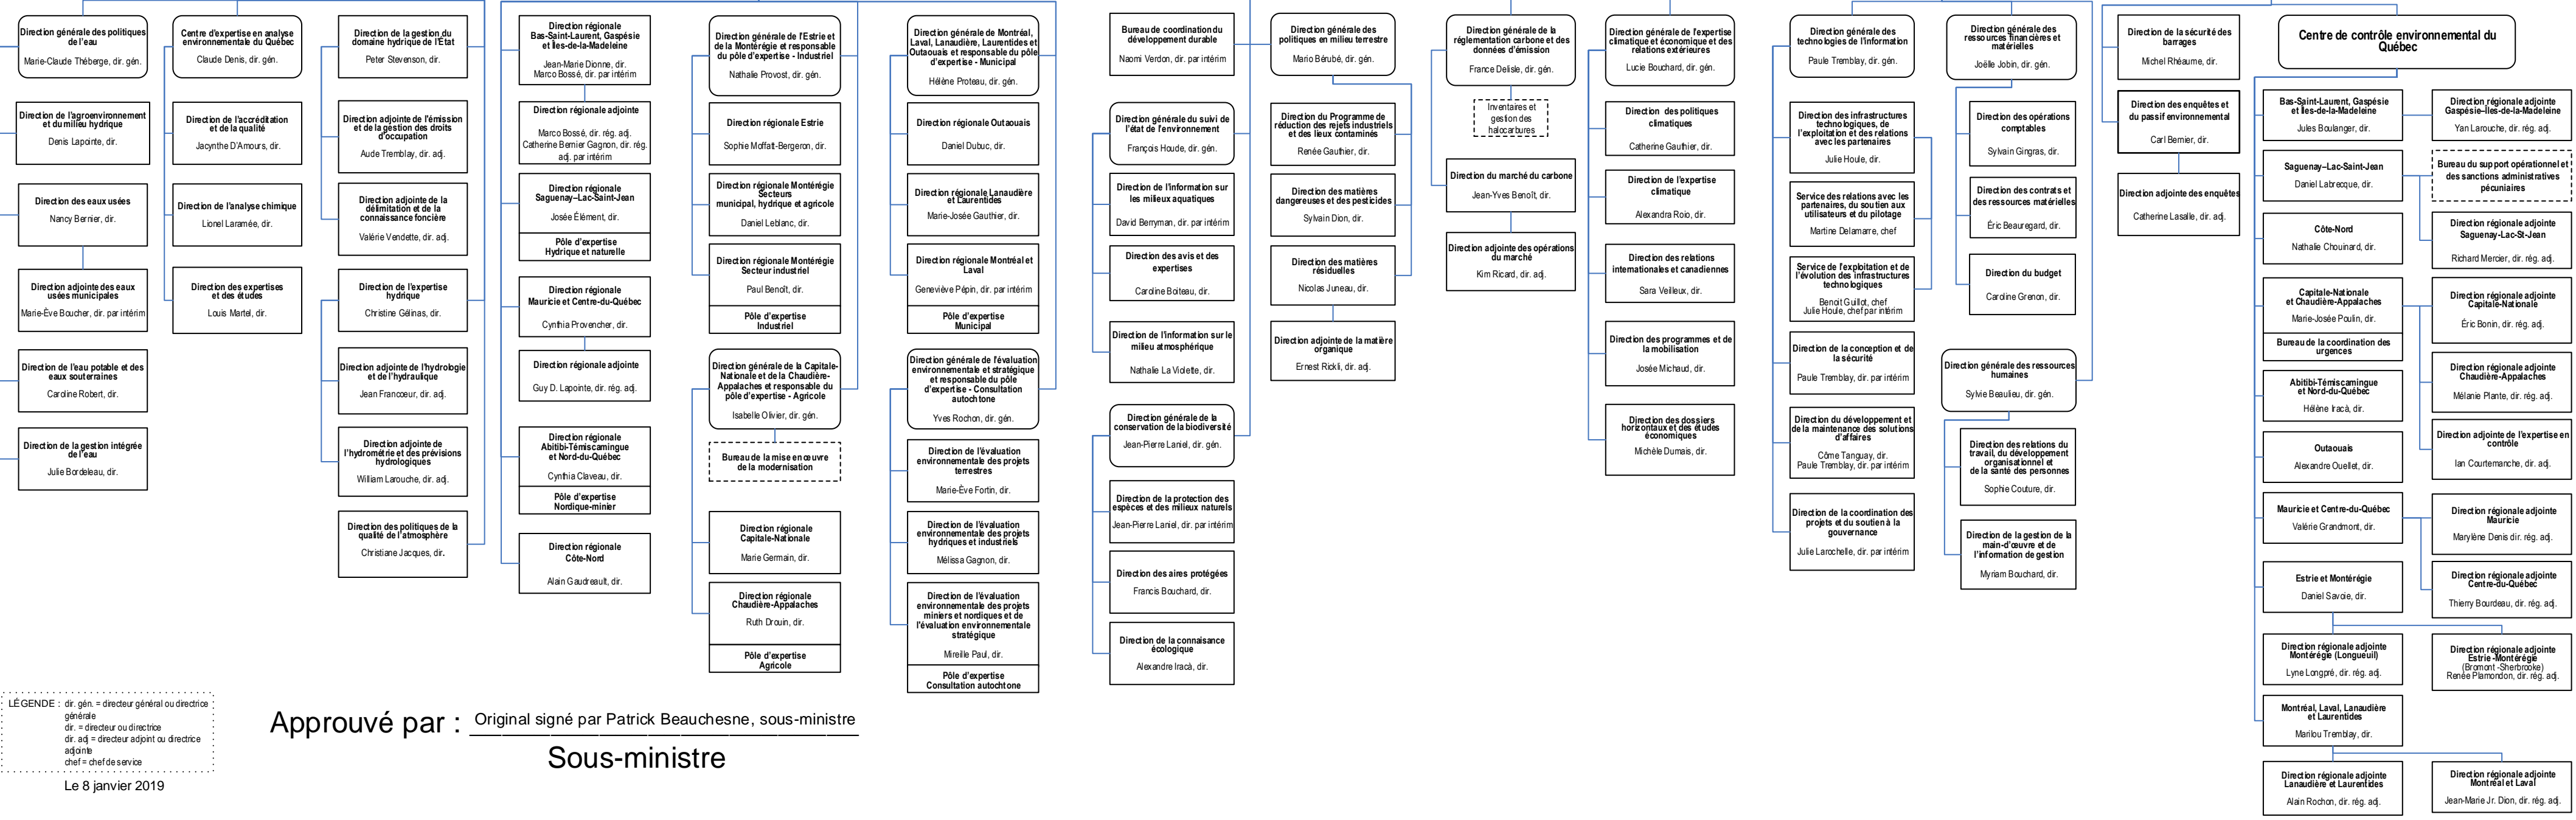 Direction générale des politiques
de l'eau
Marie-Claude Théberge, dir. gén.
Direction de l'agroenvironnement
et du milieu hydrique
Denis Lapointe, dir.
Direction des eaux usées
Nancy Bernier, dir.
Direction adjointe des eaux
usées municipales
Marie-Ève Boucher, dir. par intérim
Direction de l'eau potable et des
eaux souterraines
Caroline Robert, dir.
Direction de la gestion intégrée
de l'eau
Julie Bordeleau, dir.
Centre d'expertise en analyse
environnementale du Québec
Claude Denis, dir. gén.
Direction de l'accréditation
et de la qualité
Jacynthe D'Amours, dir.
Direction de l'analyse chimique
Lionel Laramée, dir.
Direction des expertises
et des études
Louis Martel, dir.
Direction de la gestion du
domaine hydrique de l'État
Peter Stevenson, dir.
Direction adjointe de l'émission
et de la gestion des droits
d'occupation
Aude Tremblay, dir. adj.
Direction adjointe de la
délimitation et de la
connaissance foncière
Valérie Vendette, dir. adj.
Direction de l'expertise
hydrique
Christine Gélinas, dir.
Direction adjointe de l'hydrologie
et de l'hydraulique
Jean Francoeur, dir. adj.
Direction adjointe de
l'hydrométrie et des prévisions
hydrologiques
William Larouche, dir. adj.
Direction des politiques de la
qualité de l'atmosphère
Christiane Jacques, dir.
Direction régionale
Bas-Saint-Laurent, Gaspésie
et Îles-de-la-Madeleine
Jean-Marie Dionne, dir.
Marco Bossé, dir. par intérim
Direction régionale adjointe
Marco Bossé, dir. rég. adj.
Catherine Bernier Gagnon, dir. rég.
adj. par intérim
Direction régionale
Saguenay–Lac-Saint-Jean
Josée Élément, dir.
Pôle d'expertise
Hydrique et naturelle
Direction régionale
Mauricie et Centre-du-Québec
Cynthia Provencher, dir.
Direction régionale adjointe
Guy D. Lapointe, dir. rég. adj.
Direction régionale
Abitibi-Témiscamingue
et Nord-du-Québec
Cynthia Claveau, dir.
Pôle d'expertise
Nordique-minier
Direction régionale
Côte-Nord
Alain Gaudreault, dir.
Direction générale de l'Estrie et
de la Montérégie et responsable
du pôle d'expertise - Industriel
Nathalie Provost, dir. gén.
Direction régionale Estrie
Sophie Moffatt-Bergeron, dir.
Direction régionale Montérégie
Secteurs
municipal, hydrique et agricole
Daniel Leblanc, dir.
Direction régionale Montérégie
Secteur industriel
Paul Benoît, dir.
Pôle d'expertise
Industriel
Direction générale de la Capitale-
Nationale et de la Chaudière-
Appalaches et responsable du
pôle d'expertise - Agricole
Isabelle Olivier, dir. gén.
Bureau de la mise en œuvre
de la modernisation
Direction régionale
Capitale-Nationale
Marie Germain, dir.
Direction régionale
Chaudière-Appalaches
Ruth Drouin, dir.
Pôle d'expertise
Agricole
Direction générale de Montréal,
Laval, Lanaudière, Laurentides et
Outaouais et responsable du pôle
d'expertise - Municipal
Hélène Proteau, dir. gén.
Direction régionale Outaouais
Daniel Dubuc, dir.
Direction régionale Lanaudière
et Laurentides
Marie-Josée Gauthier, dir.
Direction régionale Montréal et
Laval
Geneviève Pépin, dir. par intérim
Pôle d'expertise
Municipal
Direction générale de l'évaluation
environnementale et stratégique
et responsable du pôle
d'expertise - Consultation
autochtone
Yves Rochon, dir. gén.
Direction de l'évaluation
environnementale des projets
terrestres
Marie-Ève Fortin, dir.
Direction de l'évaluation
environnementale des projets
hydriques et industriels
Mélissa Gagnon, dir.
Direction de l'évaluation
environnementale des projets
miniers et nordiques et de
l'évaluation environnementale
stratégique
Mireille Paul, dir.
Pôle d'expertise
Consultation autochtone
Bureau de coordination du
développement durable
Naomi Verdon, dir. par intérim
Direction générale du suivi de
l'état de l'environnement
François Houde, dir. gén.
Direction de l'information sur
les milieux aquatiques
David Berryman, dir. par intérim
Direction des avis et des
expertises
Caroline Boiteau, dir.
Direction de l'information sur le
milieu atmosphérique
Nathalie La Violette, dir.
Direction générale de la
conservation de la biodiversité
Jean-Pierre Laniel, dir. gén.
Direction de la protection des
espèces et des milieux naturels
Jean-Pierre Laniel, dir. par intérim
Direction des aires protégées
Francis Bouchard, dir.
Direction de la connaisance
écologique
Alexandre Iracà, dir.
Direction générale des
politiques en milieu terrestre
Mario Bérubé, dir. gén.
Direction du Programme de
réduction des rejets industriels
et des lieux contaminés
Renée Gauthier, dir.
Direction des matières
dangereuses et des pesticides
Sylvain Dion, dir.
Direction des matières
résiduelles
Nicolas Juneau, dir.
Direction adjointe de la matière
organique
Ernest Rickli, dir. adj.
Direction générale de la
réglementation carbone et des
données d'émission
France Delisle, dir. gén.
Inventaires et
gestion des
halocarbures
Direction du marché du carbone
Jean-Yves Benoît, dir.
Direction adjointe des opérations
du marché
Kim Ricard, dir. adj.
Direction générale de l'expertise
climatique et économique et des
relations extérieures
Lucie Bouchard, dir. gén.
Direction des politiques
climatiques
Catherine Gauthier, dir.
Direction de l'expertise
climatique
Alexandra Roio, dir.
Direction des relations
internationales et canadiennes
Sara Veilleux, dir.
Direction des programmes et de
la mobilisation
Josée Michaud, dir.
Direction des dossiers
horizontaux et des études
économiques
Michèle Dumais, dir.
Direction générale des
technologies de l'information
Paule Tremblay, dir. gén.
Direction des infrastructures
technologiques, de
l'exploitation et des relations
avec les partenaires
Julie Houle, dir.
Service des relations avec les
partenaires, du soutien aux
utilisateurs et du pilotage
Martine Delamarre, chef
Service de l'exploitation et de
l'évolution des infrastructures
technologiques
Benoit Guillot, chef
Julie Houle, chef par intérim
Direction de la conception et de
la sécurité
Paule Tremblay, dir. par intérim
Direction du développement et
de la maintenance des solutions
d'affaires
Côme Tanguay, dir.
Paule Tremblay, dir. par intérim
Direction de la coordination des
projets et du soutien à la
gouvernance
Julie Larochelle, dir. par intérim
Direction générale des
ressources financières et
matérielles
Joëlle Jobin, dir. gén.
Direction des opérations
comptables
Sylvain Gingras, dir.
Direction des contrats et
des ressources matérielles
Éric Beauregard, dir.
Direction du budget
Caroline Grenon, dir.
Direction générale des ressources
humaines
Sylvie Beaulieu, dir. gén.
Direction des relations du
travail, du développement
organisationnel et
de la santé des personnes
Sophie Couture, dir.
Direction de la gestion de la
main-d'œuvre et de
l'information de gestion
Myriam Bouchard, dir.
Direction de la sécurité des
barrages
Michel Rhéaume, dir.
Direction des enquêtes et
du passif environnemental
Carl Bernier, dir.
Direction adjointe des enquêtes
Catherine Lasalle, dir. adj.
Centre de contrôle environnemental du
Québec
Bas-Saint-Laurent, Gaspésie
et Îles-de-la-Madeleine
Jules Boulanger, dir.
Direction régionale adjointe
Gaspésie–Îles-de-la-Madeleine
Yan Larouche, dir. rég. adj.
Saguenay–Lac-Saint-Jean
Daniel Labrecque, dir.
Bureau du support opérationnel et
des sanctions administratives
pécuniaires
Direction régionale adjointe
Saguenay-Lac-St-Jean
Richard Mercier, dir. rég. adj.
Côte-Nord
Nathalie Chouinard, dir.
Capitale-Nationale
et Chaudière-Appalaches
Marie-Josée Poulin, dir.
Bureau de la coordination des
urgences
Direction régionale adjointe
Capitale-Nationale
Éric Bonin, dir. rég. adj.
Direction régionale adjointe
Chaudière-Appalaches
Mélanie Plante, dir. rég. adj.
Direction adjointe de l'expertise en
contrôle
Ian Courtemanche, dir. adj.
Abitibi-Témiscamingue
et Nord-du-Québec
Hélène Iracà, dir.
Outaouais
Alexandre Ouellet, dir.
Mauricie et Centre-du-Québec
Valérie Grandmont, dir.
Direction régionale adjointe
Mauricie
Marylène Denis dir. rég. adj.
Direction régionale adjointe
Centre-du-Québec
Thierry Bourdeau, dir. rég. adj.
Estrie et Montérégie
Daniel Savoie, dir.
Direction régionale adjointe
Montérégie (Longueuil)
Lyne Longpré, dir. rég. adj.
Direction régionale adjointe
Estrie -Montérégie
(Bromont -Sherbrooke)
Renée Plamondon, dir. rég. adj.
Montréal, Laval, Lanaudière
et Laurentides
Marilou Tremblay, dir.
Direction régionale adjointe
Lanaudière et Laurentides
Alain Rochon, dir. rég. adj.
Direction régionale adjointe
Montréal et Laval
Jean-Marie Jr. Dion, dir. rég. adj.
LÉGENDE : dir. gén. = directeur général ou directrice
générale
dir. = directeur ou directrice
dir. adj = directeur adjoint ou directrice
adjointe
chef = chef de service
Le 8 janvier 2019
Approuvé par : Original signé par Patrick Beauchesne, sous-ministre
Sous-ministre